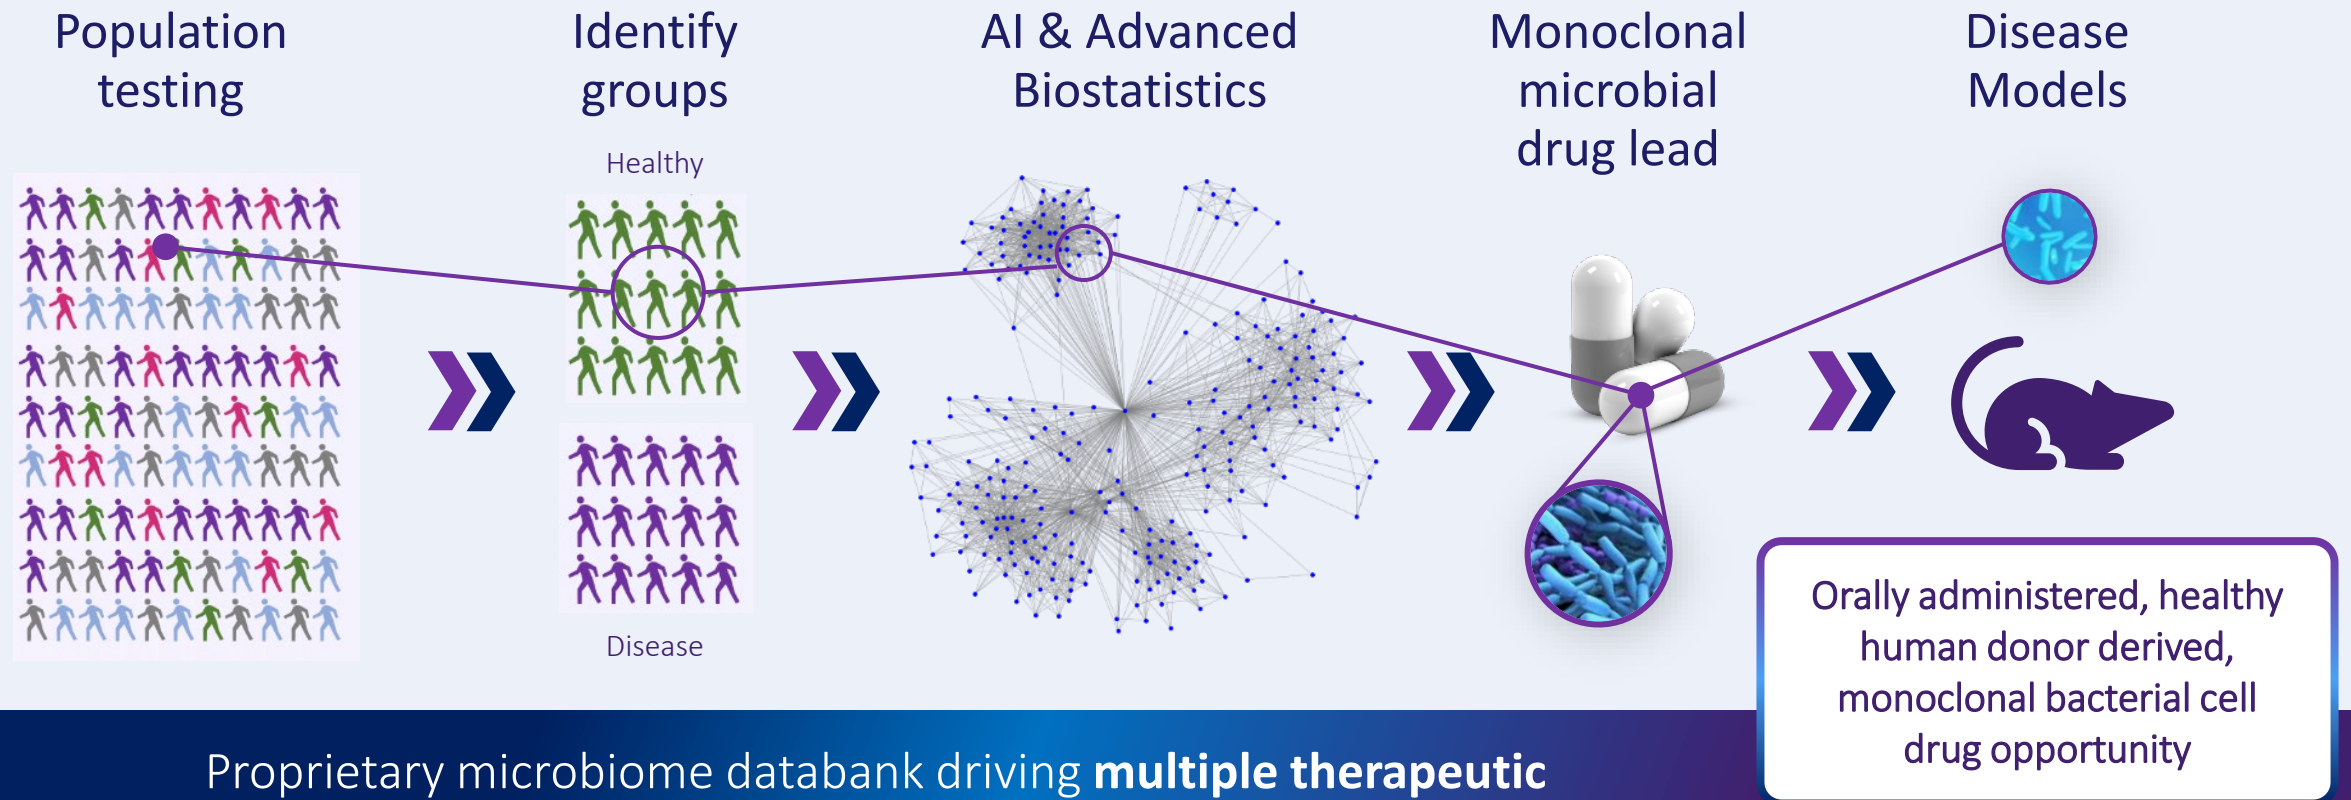 Population
testing
Identify
groups
AI & Advanced
Biostatistics
Monoclonal
microbial
drug lead
Disease
Models
Healthy
Disease
Orally administered, healthy
human donor derived,
monoclonal bacterial cell
drug opportunity
Proprietary microbiome databank driving multiple therapeutic